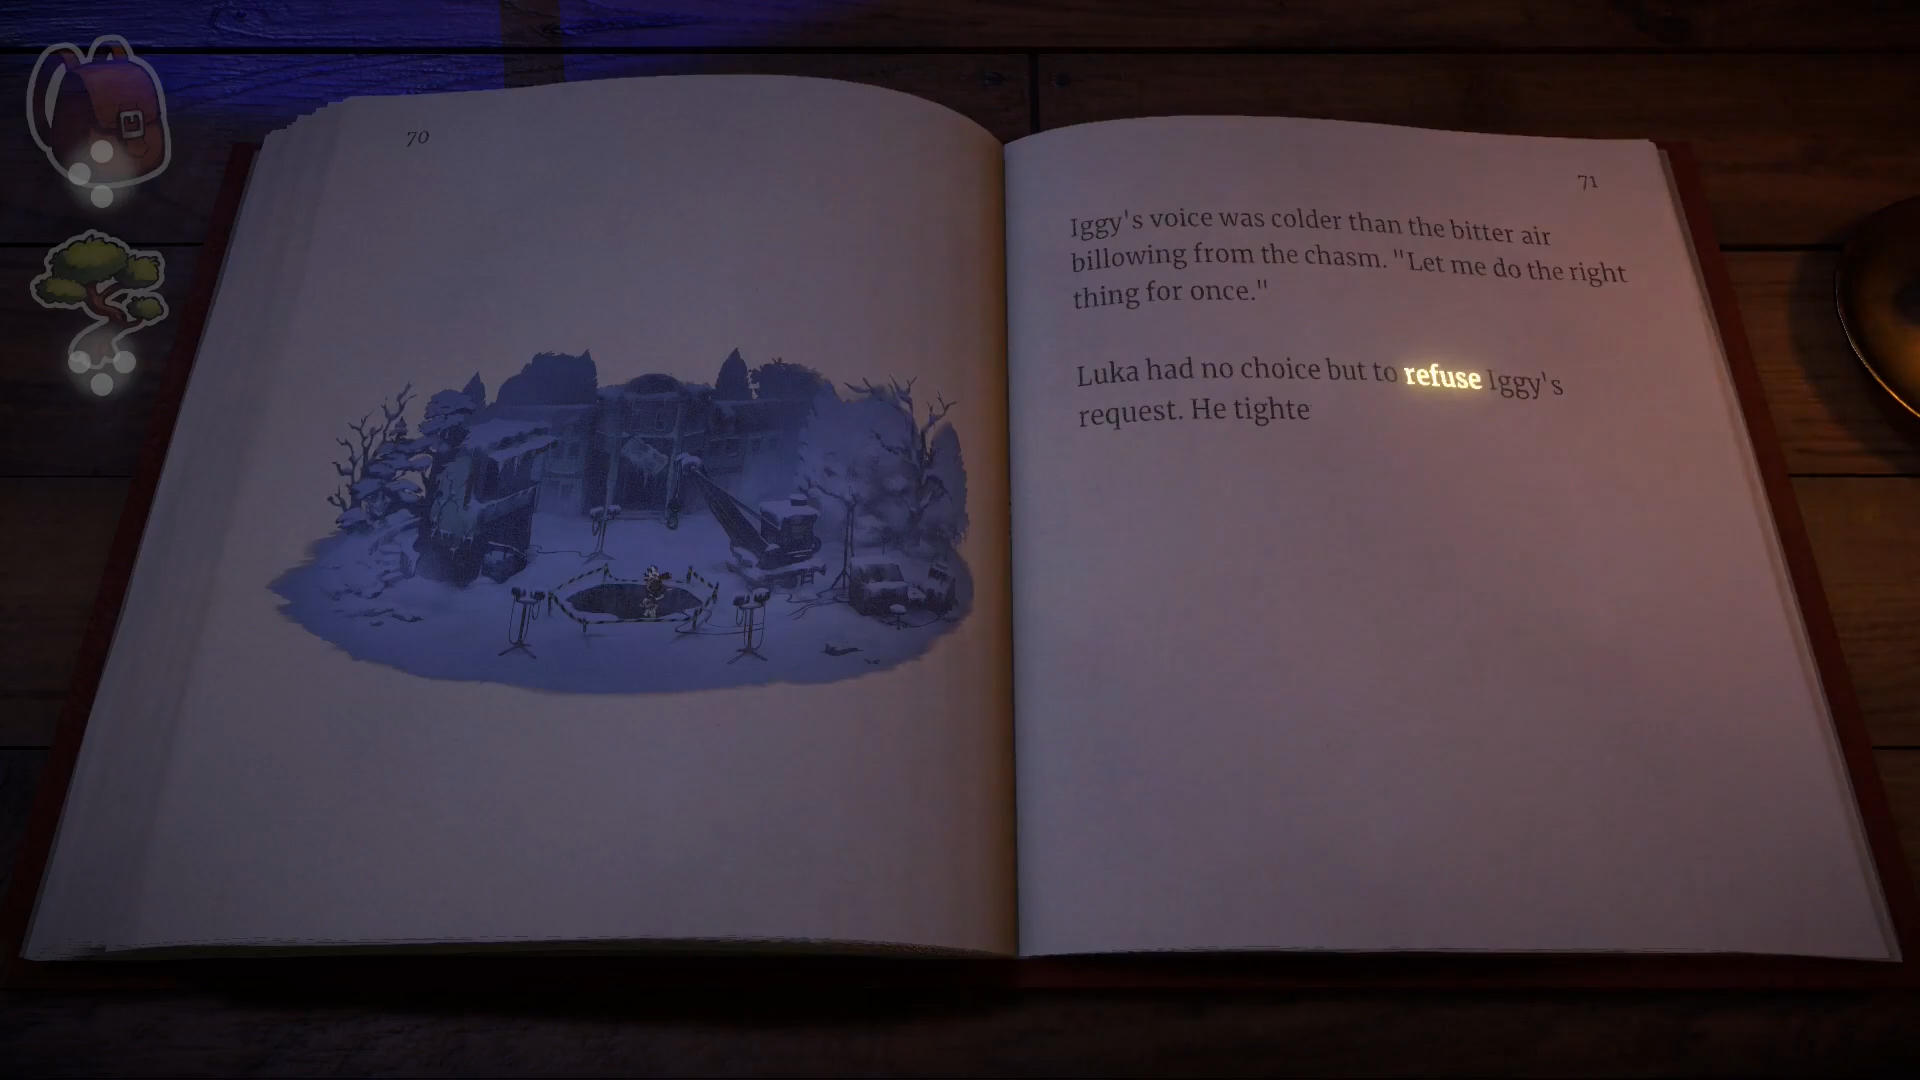 70
71
Iggy's voice was colder than the bitter air
billowing from the chasm. "Let me do the right
thing for once."
Luka had no choice but to refuse Iggy's
request. He tighte